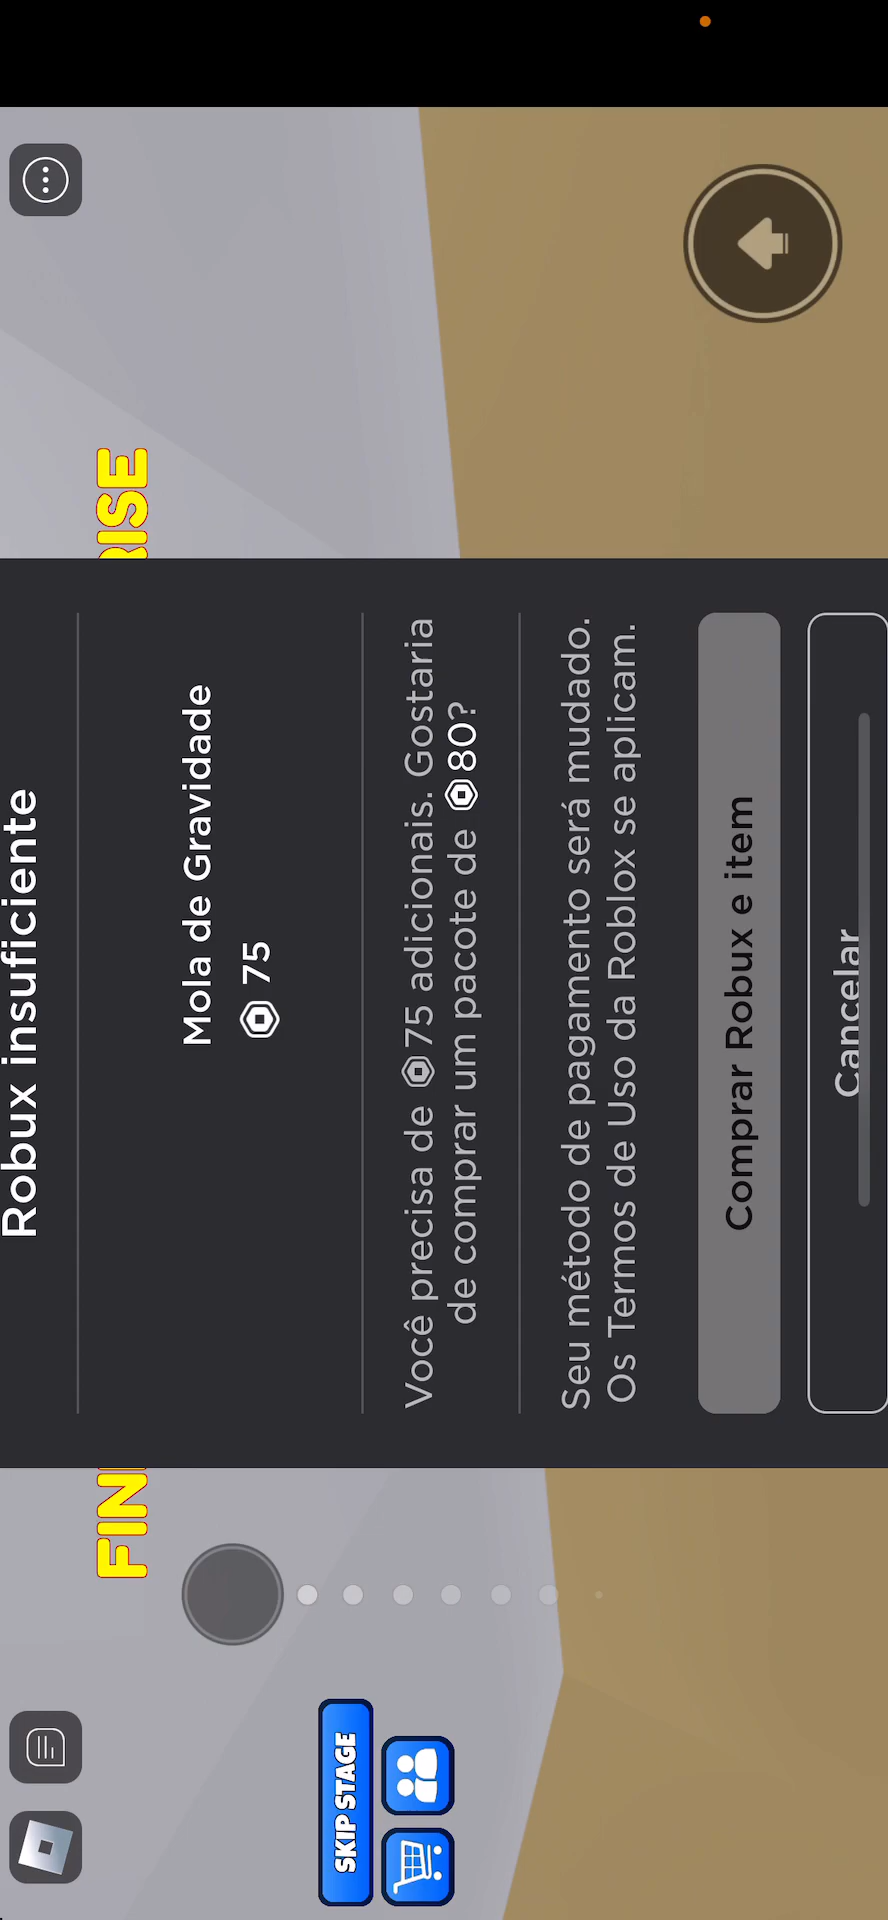 FIN
RISE
Robux insuficiente
Mola de Gravidade
75
Você precisa de 75 adicionais. Gostaria
de comprar um pacote de 80?
Seu método de pagamento será mudado.
Os Termos de Uso da Roblox se aplicam.
Comprar Robux e item
Cancelar
SKIP STAGE